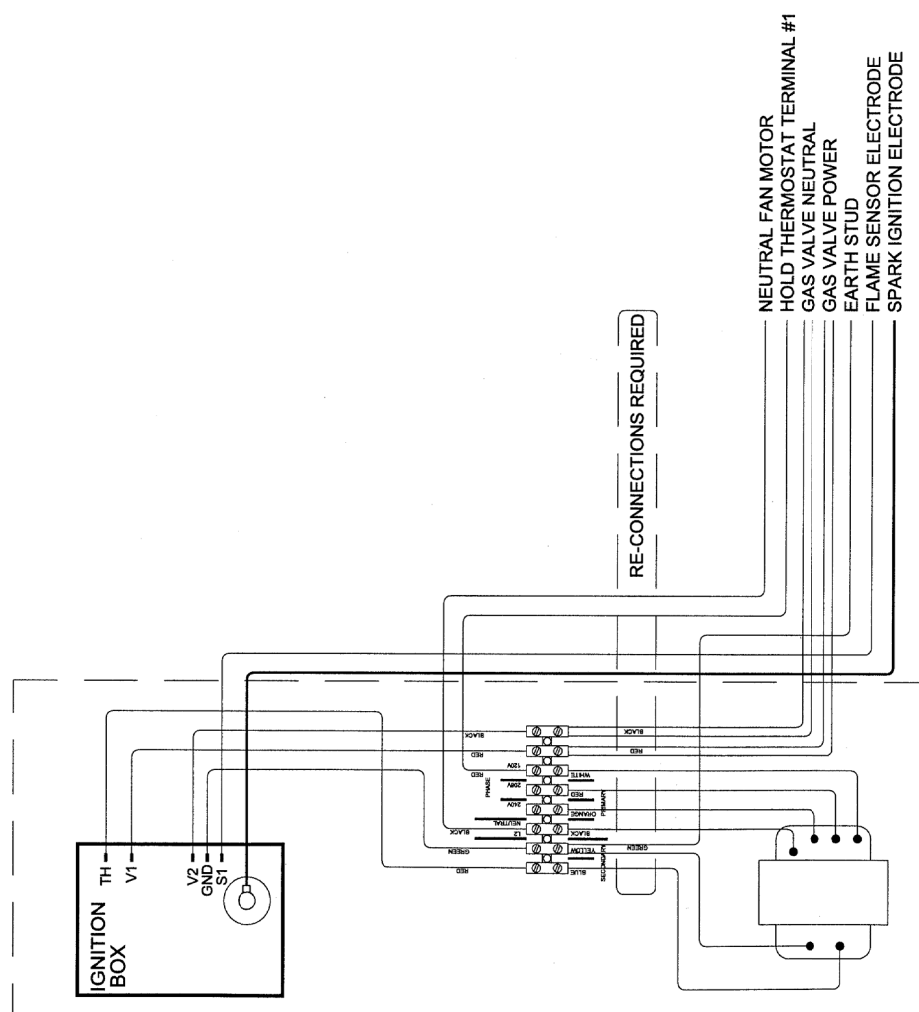 NEUTRAL FAN MOTOR
HOLD THERMOSTAT TERMINAL #1
GAS VALVE NEUTRAL
GAS VALVE POWER
EARTH STUD
FLAME SENSOR ELECTRODE
SPARK IGNITION ELECTRODE
RE-CONNECTIONS REQUIRED
IGNITION
BOX
TH
V1
V2
GND
S1
BLACK
RED
120V
RED
208V
PHASE
240V
NEUTRAL
BLACK
L2
GREEN
RED
BLACK
RED
WHITE
RED
PRIMARY
ORANGE
BLACK
GREEN
YELLOW
SECONDARY
BLUE